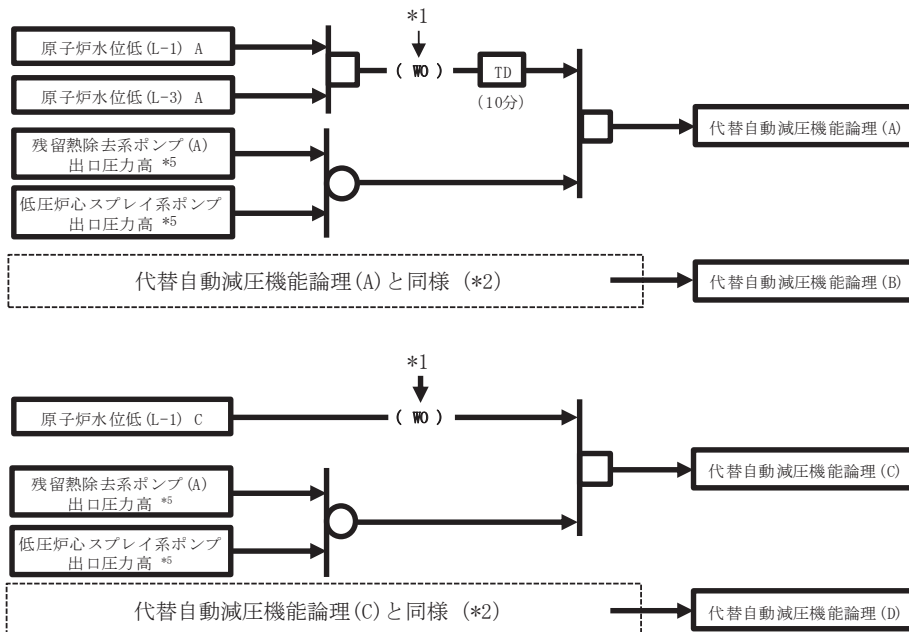 *1
原子炉水位低(L-1) A
( WO )
TD
原子炉水位低(L-3) A
(10分)
代替自動減圧機能論理(A)
残留熱除去系ポンプ(A)
出口圧力高 *5
低圧炉心スプレイ系ポンプ
出口圧力高 *5
代替自動減圧機能論理(A)と同様 (*2)
代替自動減圧機能論理(B)
*1
原子炉水位低(L-1) C
( WO )
代替自動減圧機能論理(C)
残留熱除去系ポンプ(A)
出口圧力高 *5
低圧炉心スプレイ系ポンプ
出口圧力高 *5
代替自動減圧機能論理(C)と同様 (*2)
代替自動減圧機能論理(D)